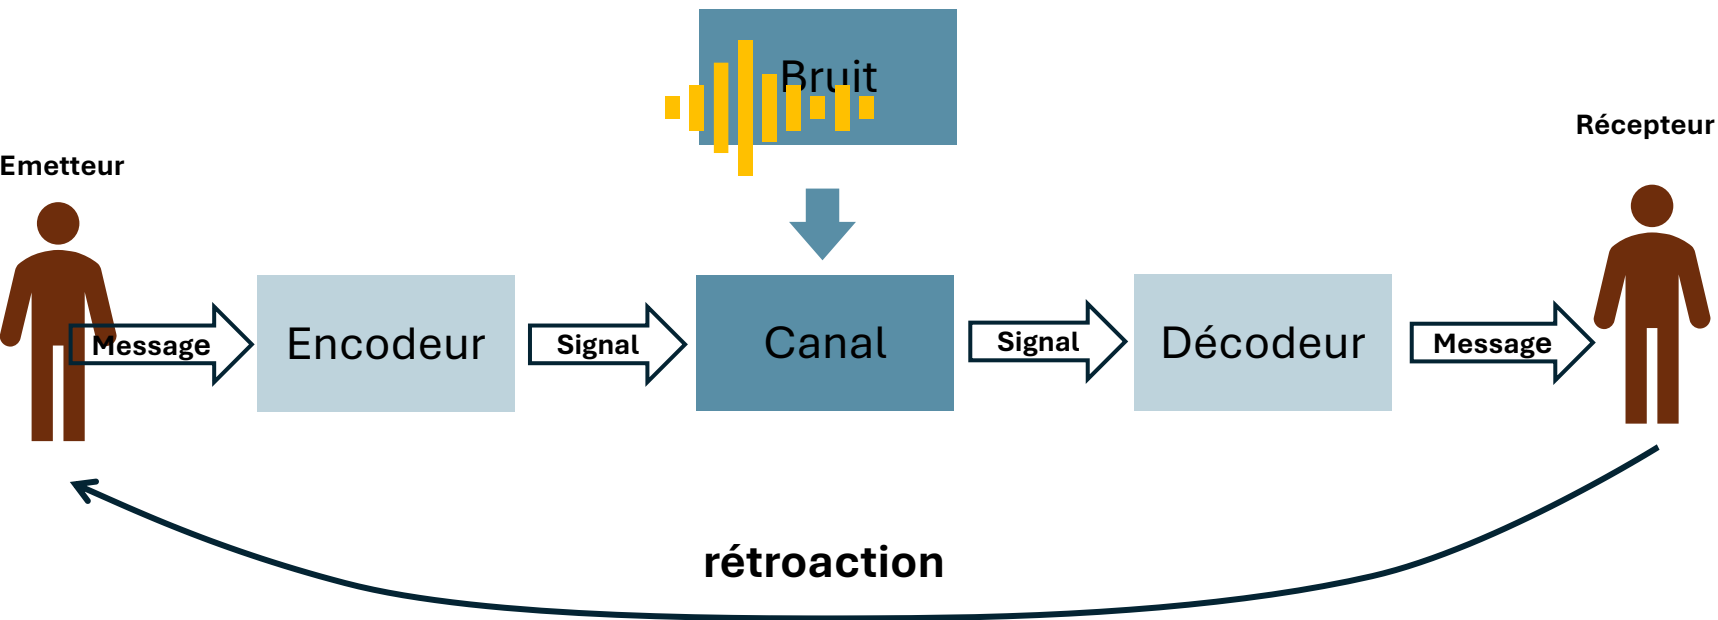 Bruit
Récepteur
Emetteur
Message
Encodeur
Signal
Canal
Signal
Décodeur
Message
rétroaction